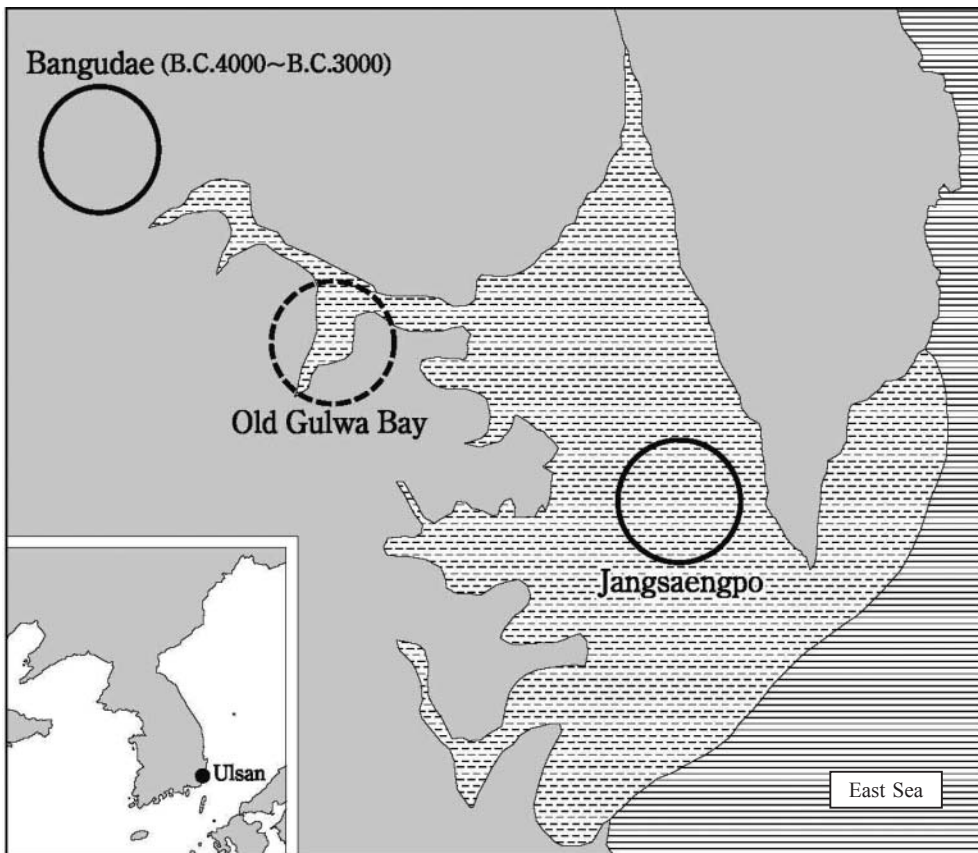 Bangudae (B.C.4000~B.C.3000)
Old Gulwa Bay
Jangsaengpo
Ulsan
East Sea